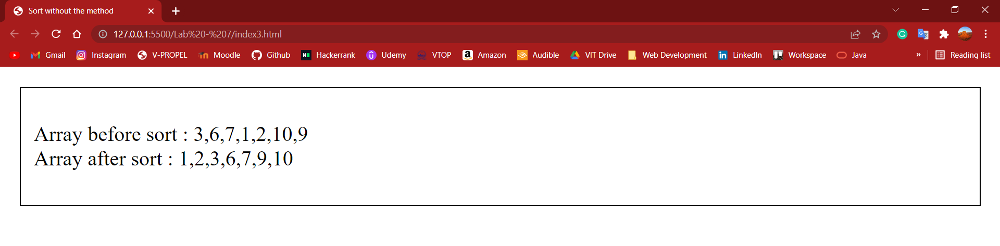 Sort without the method
127.0.0.1:5500/Lab%20-%207/index3.html
Gmail Instagram V-PROPEL Moodle Github Hackerrank Udemy VTOP Amazon Audible VIT Drive Web Development LinkedIn Workspace Java » Reading list
Array before sort : 3,6,7,1,2,10,9
Array after sort : 1,2,3,6,7,9,10